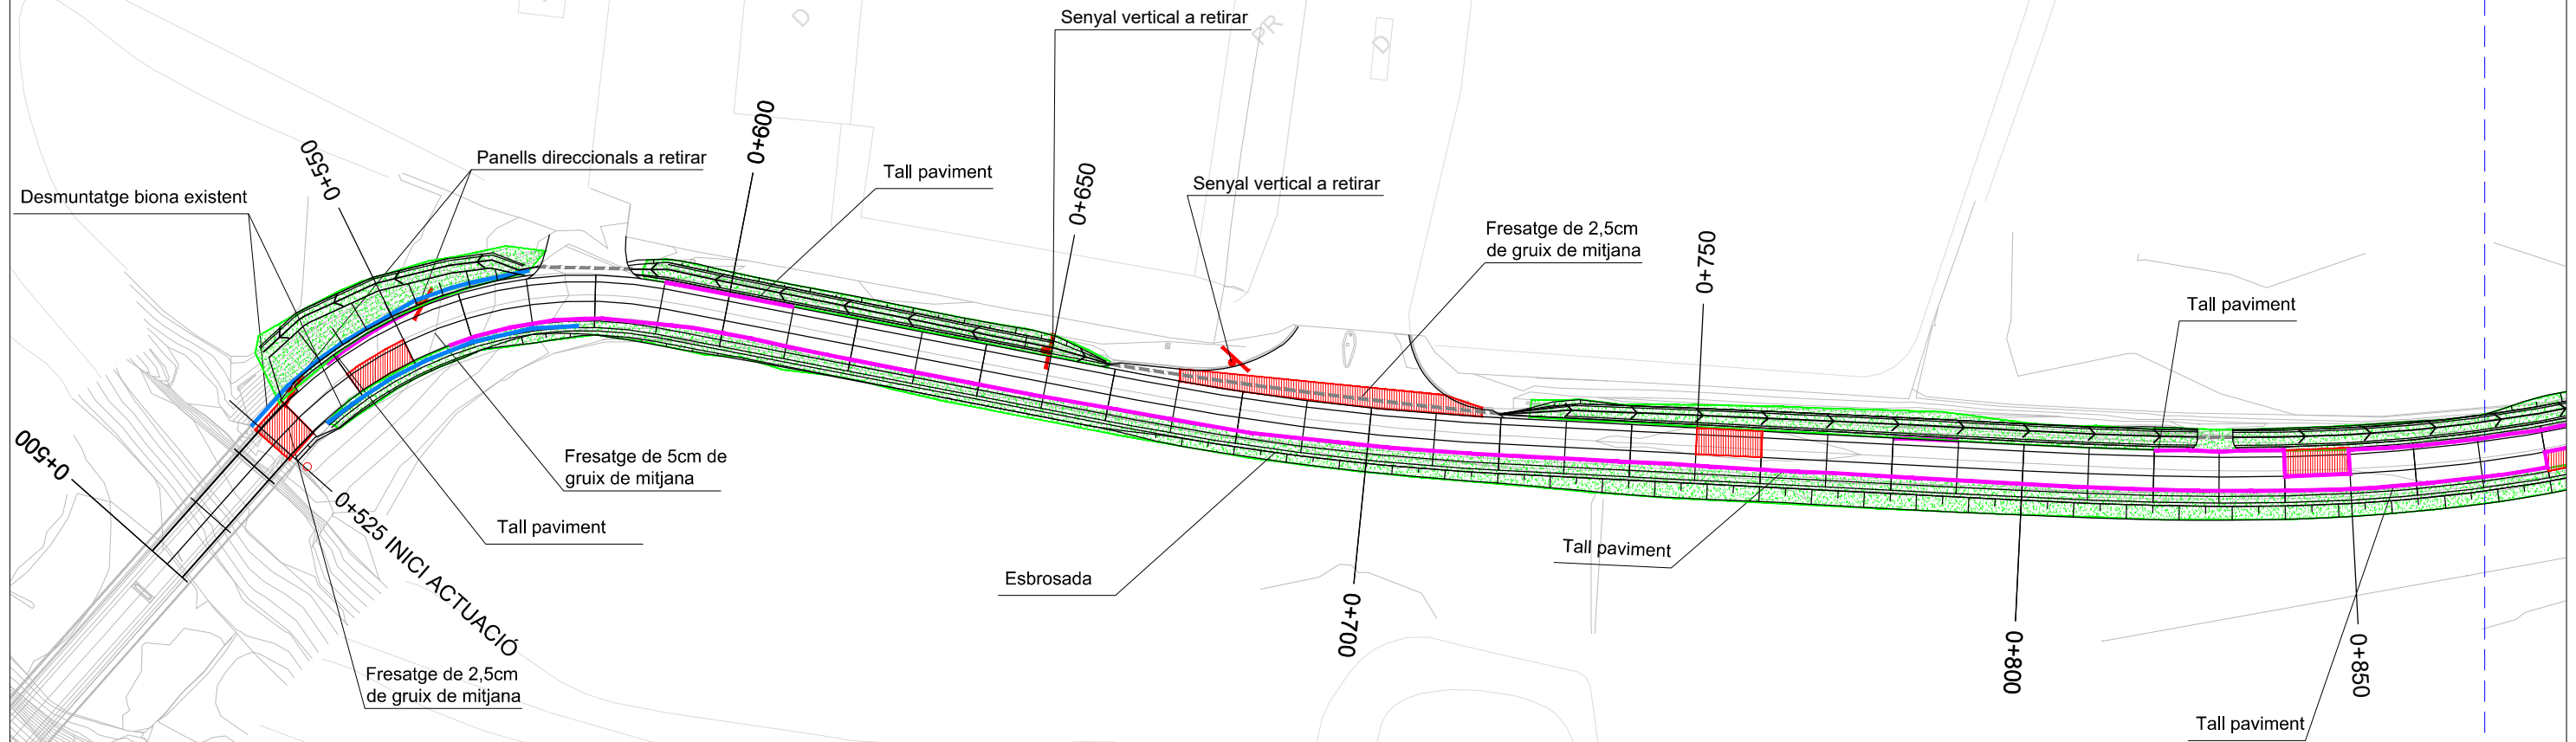 Senyal vertical a retirar
D
PR
D
0+600
0+550
Panells direccionals a retirar
Tall paviment
0+650
Senyal vertical a retirar
Desmuntatge biona existent
Fresatge de 2,5cm
de gruix de mitjana
0+750
Tall paviment
0+500
Fresatge de 5cm de
gruix de mitjana
0+525 INICI ACTUACIÓ
Tall paviment
Esbrosada
Tall paviment
0+700
0+800
0+850
Fresatge de 2,5cm
de gruix de mitjana
Tall paviment